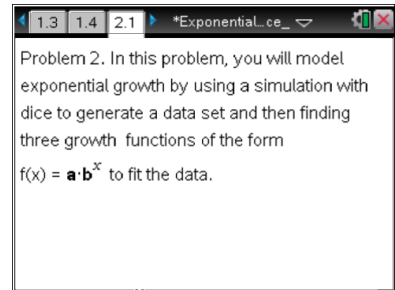 1.3 1.4 2.1 *Exponential...ce_
Problem 2. In this problem, you will model
exponential growth by using a simulation with
dice to generate a data set and then finding
three growth functions of the form
f(x) = a·b^x to fit the data.